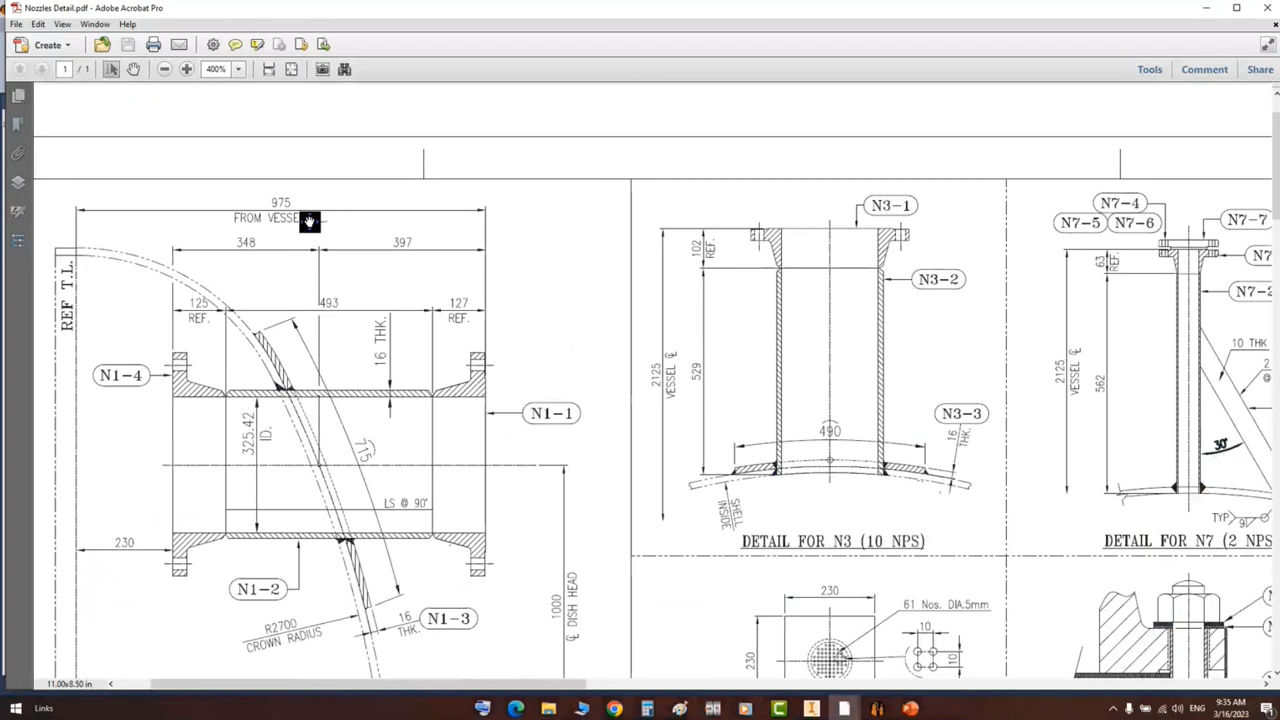 Nozzles Detail.pdf - Adobe Acrobat Pro
File Edit View Window Help
Create
1 / 1 400%
Tools Comment Share
975
FROM VESSE L.
348 397
REF T.L.
125 REF.
493
127 REF.
16 THK.
N1-4
N1-1
325.42 ID.
715
LS @ 90°
230
N1-2
R2700
CROWN RADIUS
16 THK.
N1-3
1000
℄ DISH HEAD
N3-1
102 REF.
N3-2
2125
VESSEL ℄
529
490
N3-3
16 THK.
SHELL INSIDE
DETAIL FOR N3 (10 NPS)
230
61 Nos. DIA.5mm
10
230
10
N7-4
N7-5 N7-6
N7-7
63 REF.
N7
N7-2
2125
VESSEL ℄
562
10 THK
2
@
30°
TYP
9
DETAIL FOR N7 (2 NPS
N
N
11.00x8.50 in
Links
ENG
9:35 AM
3/16/2023